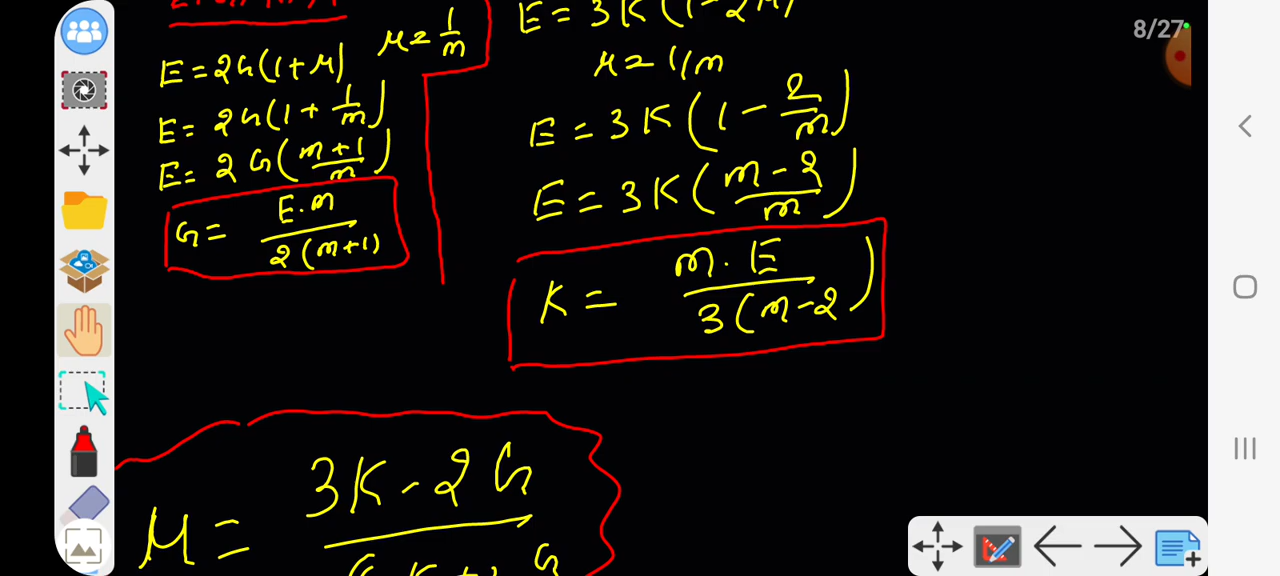 E = 2G(1+μ)
μ = 1/m
E = 2G(1 + 1/m)
E = 2G((m+1)/m)
G = E·m / 2(m+1)
E = 3K(1-2μ)
μ = 1/m
E = 3K(1 - 2/m)
E = 3K((m-2)/m)
K = m·E / 3(m-2)
μ = 3K-2G
8/27